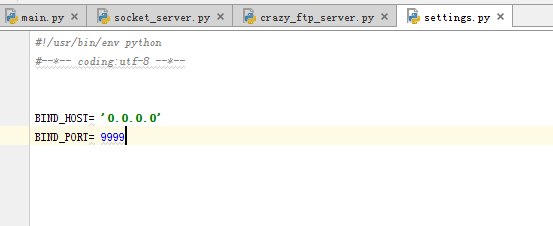 main.py socket_server.py crazy_ftp_server.py settings.py
#!/usr/bin/env python
#--*-- coding:utf-8 --*--
BIND_HOST= '0.0.0.0'
BIND_PORT= 9999